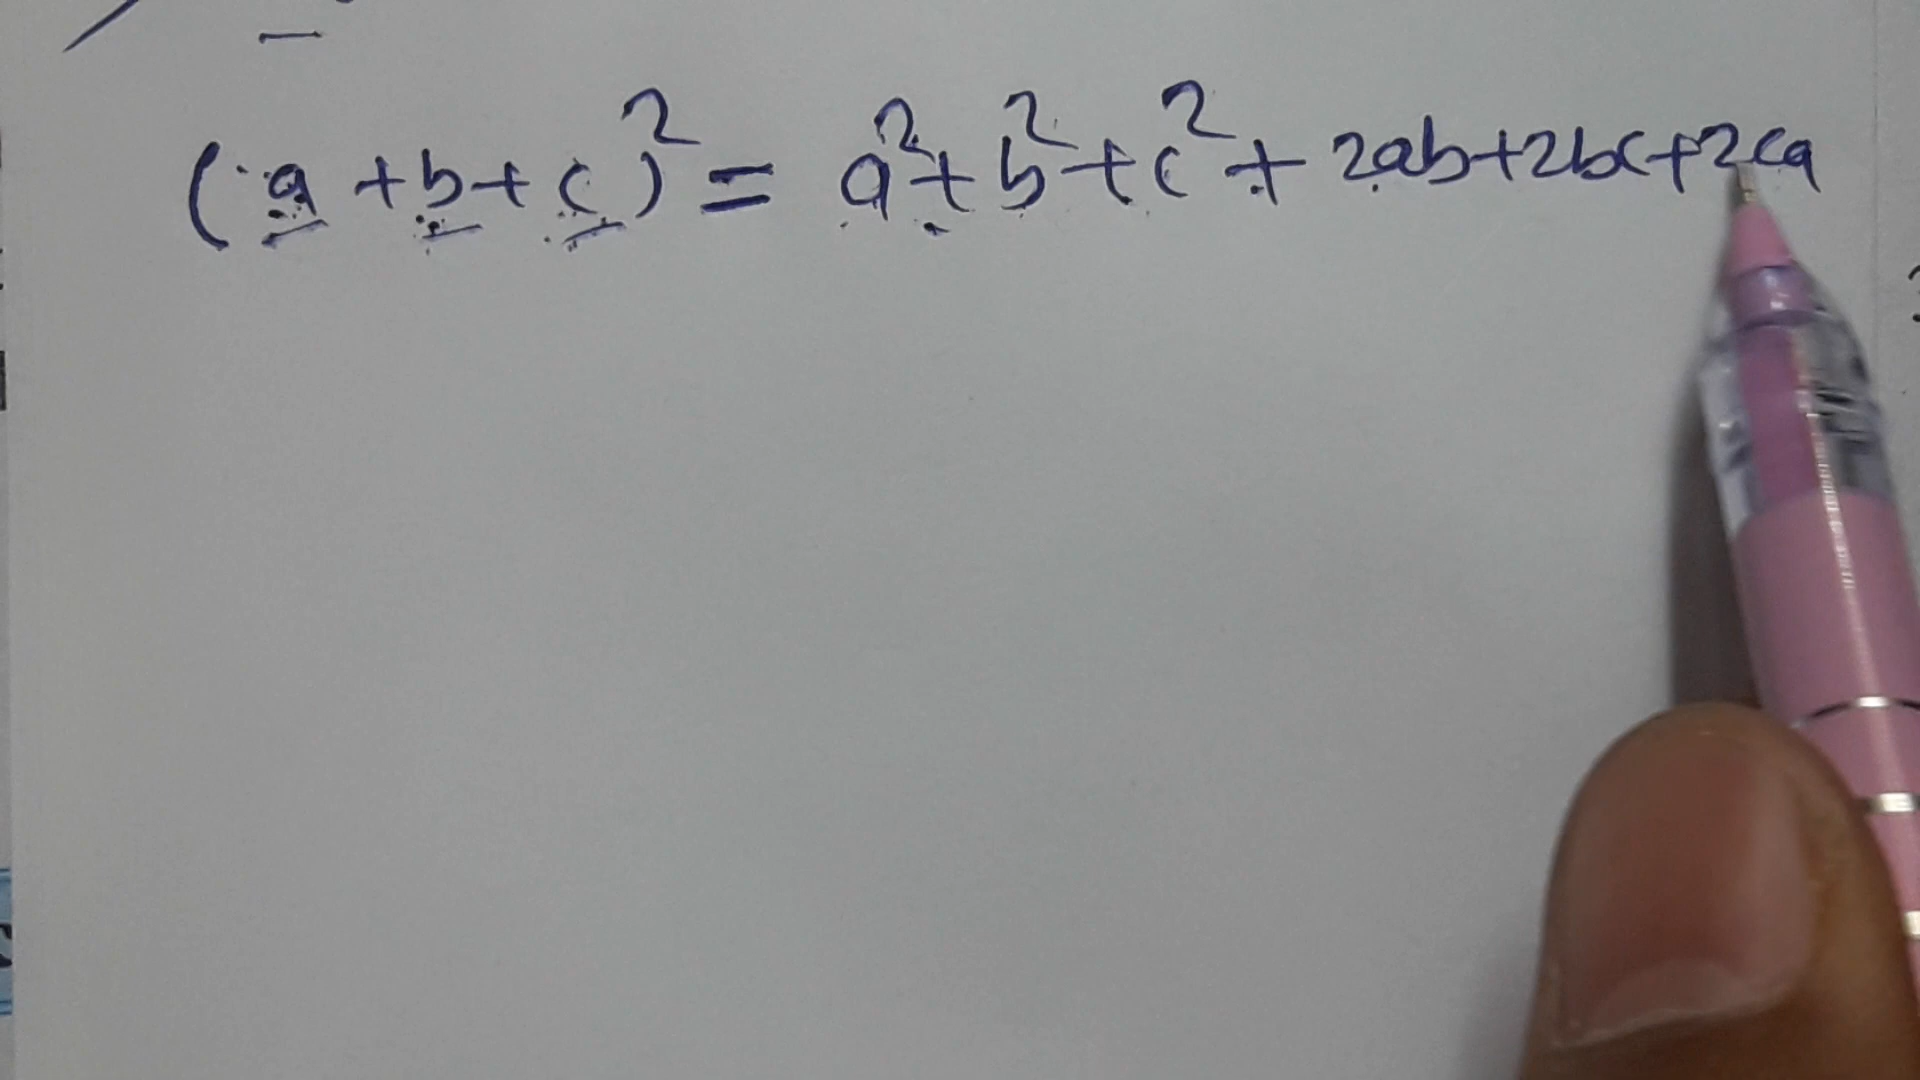 (a + b + c)² = a² + b² + c² + 2ab + 2bc + 2ca